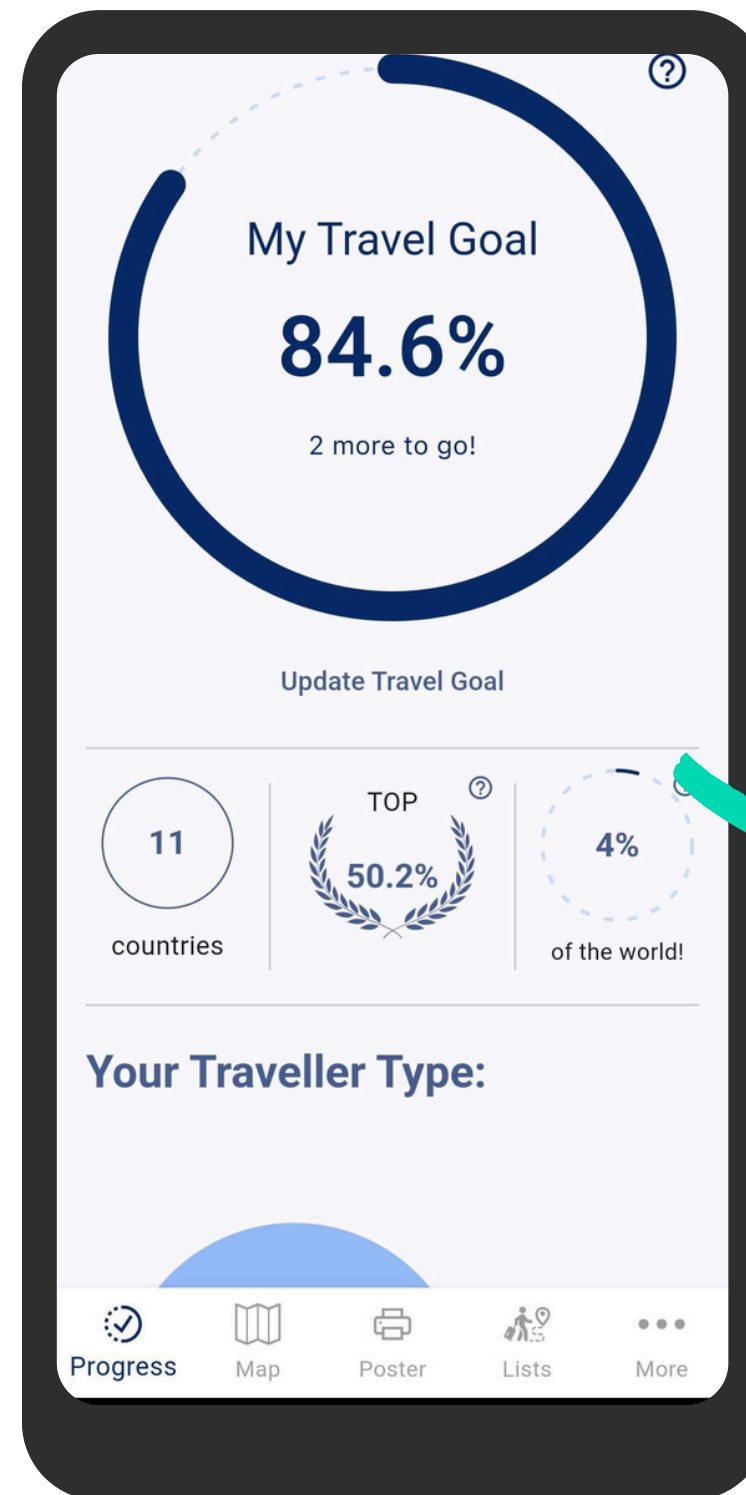 My Travel Goal
84.6%
2 more to go!
Update Travel Goal
11
countries
TOP
50.2%
4%
of the world!
Your Traveller Type:
Progress
Map
Poster
Lists
More